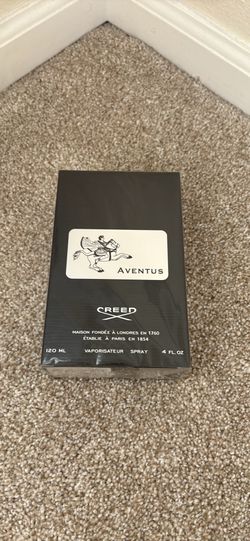 AVENTUS
CREED
MAISON FONDÉE À LONDRES EN 1760
ÉTABLIE À PARIS EN 1854
120 ML VAPORISATEUR SPRAY 4 FL.OZ